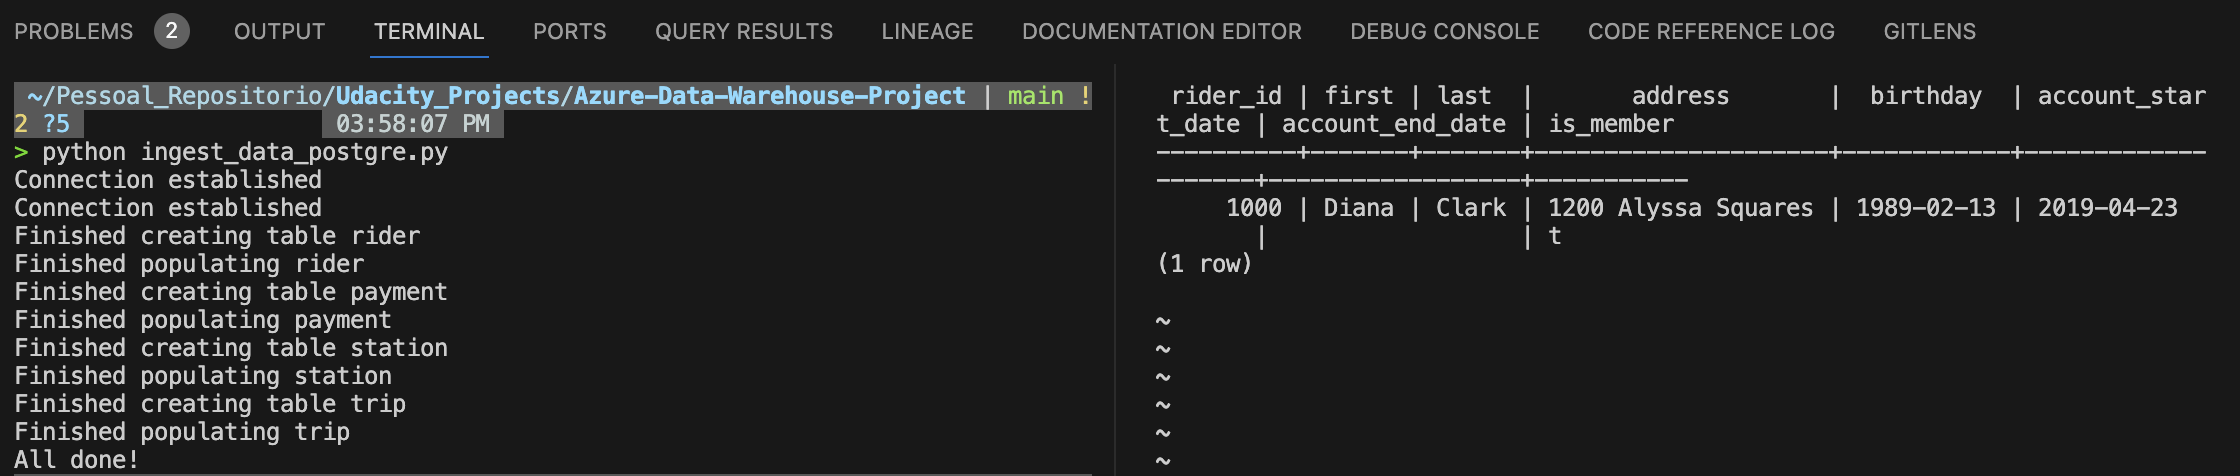 PROBLEMS 2 OUTPUT TERMINAL PORTS QUERY RESULTS LINEAGE DOCUMENTATION EDITOR DEBUG CONSOLE CODE REFERENCE LOG GITLENS
~/Pessoal_Repositorio/Udacity_Projects/Azure-Data-Warehouse-Project | main !
2 ?5 03:58:07 PM
> python ingest_data_postgre.py
Connection established
Connection established
Finished creating table rider
Finished populating rider
Finished creating table payment
Finished populating payment
Finished creating table station
Finished populating station
Finished creating table trip
Finished populating trip
All done!
rider_id | first | last | address | birthday | account_star
t_date | account_end_date | is_member
----------+-------+-------+---------------------+------------+-------------
-------+------------------+-----------
1000 | Diana | Clark | 1200 Alyssa Squares | 1989-02-13 | 2019-04-23
| | t
(1 row)
~
~
~
~
~
~